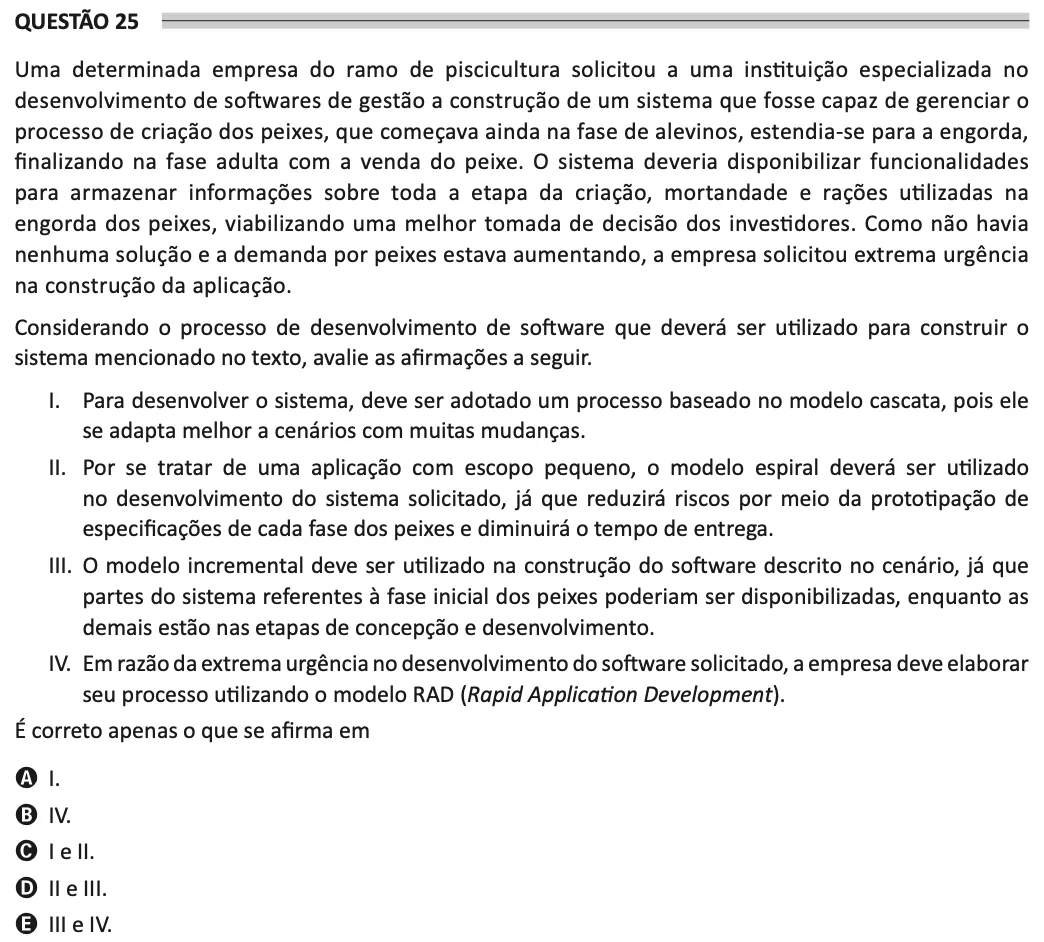 QUESTÃO 25
Uma determinada empresa do ramo de piscicultura solicitou a uma instituição especializada no
desenvolvimento de softwares de gestão a construção de um sistema que fosse capaz de gerenciar o
processo de criação dos peixes, que começava ainda na fase de alevinos, estendia-se para a engorda,
finalizando na fase adulta com a venda do peixe. O sistema deveria disponibilizar funcionalidades
para armazenar informações sobre toda a etapa da criação, mortandade e rações utilizadas na
engorda dos peixes, viabilizando uma melhor tomada de decisão dos investidores. Como não havia
nenhuma solução e a demanda por peixes estava aumentando, a empresa solicitou extrema urgência
na construção da aplicação.
Considerando o processo de desenvolvimento de software que deverá ser utilizado para construir o
sistema mencionado no texto, avalie as afirmações a seguir.
I. Para desenvolver o sistema, deve ser adotado um processo baseado no modelo cascata, pois ele
se adapta melhor a cenários com muitas mudanças.
II. Por se tratar de uma aplicação com escopo pequeno, o modelo espiral deverá ser utilizado
no desenvolvimento do sistema solicitado, já que reduzirá riscos por meio da prototipação de
especificações de cada fase dos peixes e diminuirá o tempo de entrega.
III. O modelo incremental deve ser utilizado na construção do software descrito no cenário, já que
partes do sistema referentes à fase inicial dos peixes poderiam ser disponibilizadas, enquanto as
demais estão nas etapas de concepção e desenvolvimento.
IV. Em razão da extrema urgência no desenvolvimento do software solicitado, a empresa deve elaborar
seu processo utilizando o modelo RAD (Rapid Application Development).
É correto apenas o que se afirma em
A I.
B IV.
C I e II.
D II e III.
E III e IV.